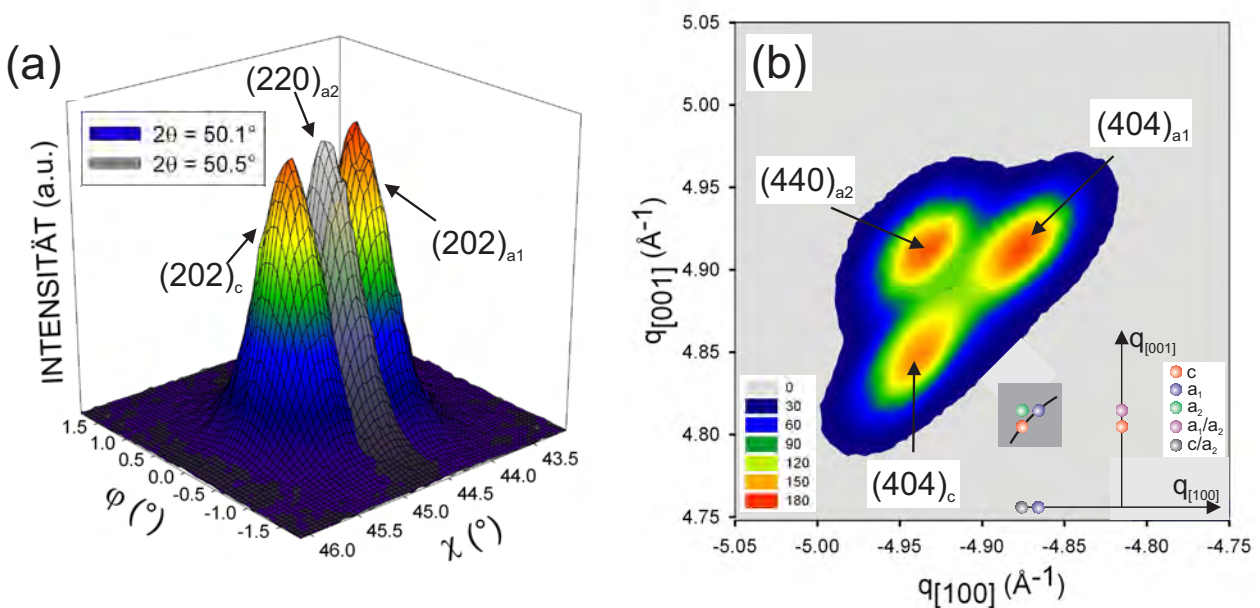 (a)
(220)a2
2θ = 50.1°
2θ = 50.5°
(202)c
(202)a1
INTENSITÄT (a.u.)
1.5
1.0
0.5
0.0
-0.5
-1.0
-1.5
φ (°)
46.0
45.5
45.0
44.5
44.0
43.5
χ (°)
(b)
5.05
5.00
4.95
4.90
4.85
4.80
4.75
q[001] (Å-1)
(404)a1
(440)a2
(404)c
0
30
60
90
120
150
180
q[001]
c
a1
a2
a1/a2
c/a2
q[100]
-5.05 -5.00 -4.95 -4.90 -4.85 -4.80 -4.75
q[100] (Å-1)